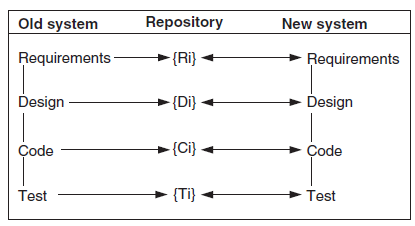 Old system Repository New system
Requirements {Ri} Requirements
Design {Di} Design
Code {Ci} Code
Test {Ti} Test